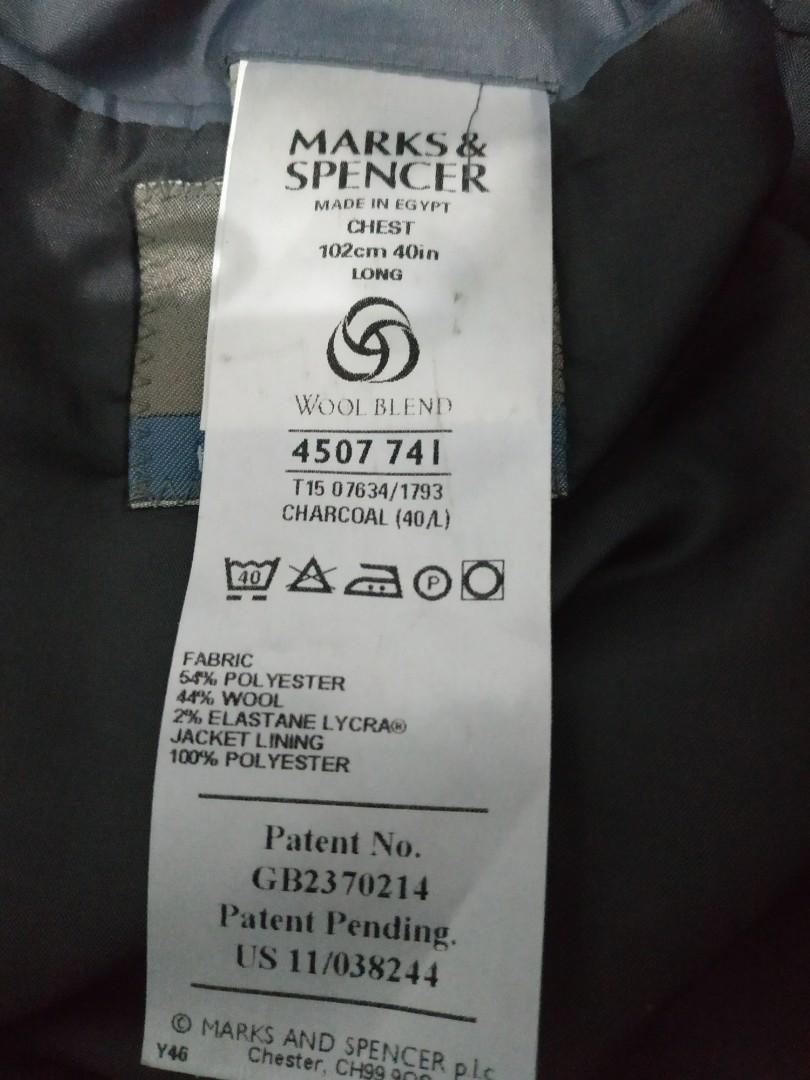 MARKS &
SPENCER
MADE IN EGYPT
CHEST
102cm 40in
LONG
WOOL BLEND
4507 741
T15 07634/1793
CHARCOAL (40/L)
40
P
FABRIC
54% POLYESTER
44% WOOL
2% ELASTANE LYCRA®
JACKET LINING
100% POLYESTER
Patent No.
GB2370214
Patent Pending.
US 11/038244
© MARKS AND SPENCER p.l.c.
Y46 Chester, CH99